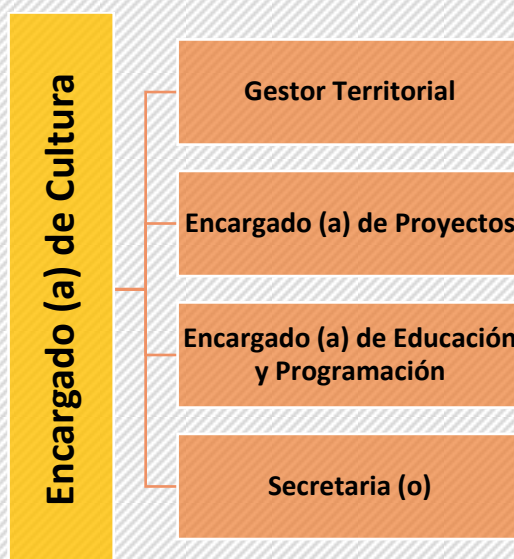 Encargado (a) de Cultura
Gestor Territorial
Encargado (a) de Proyectos
Encargado (a) de Educación
y Programación
Secretaria (o)